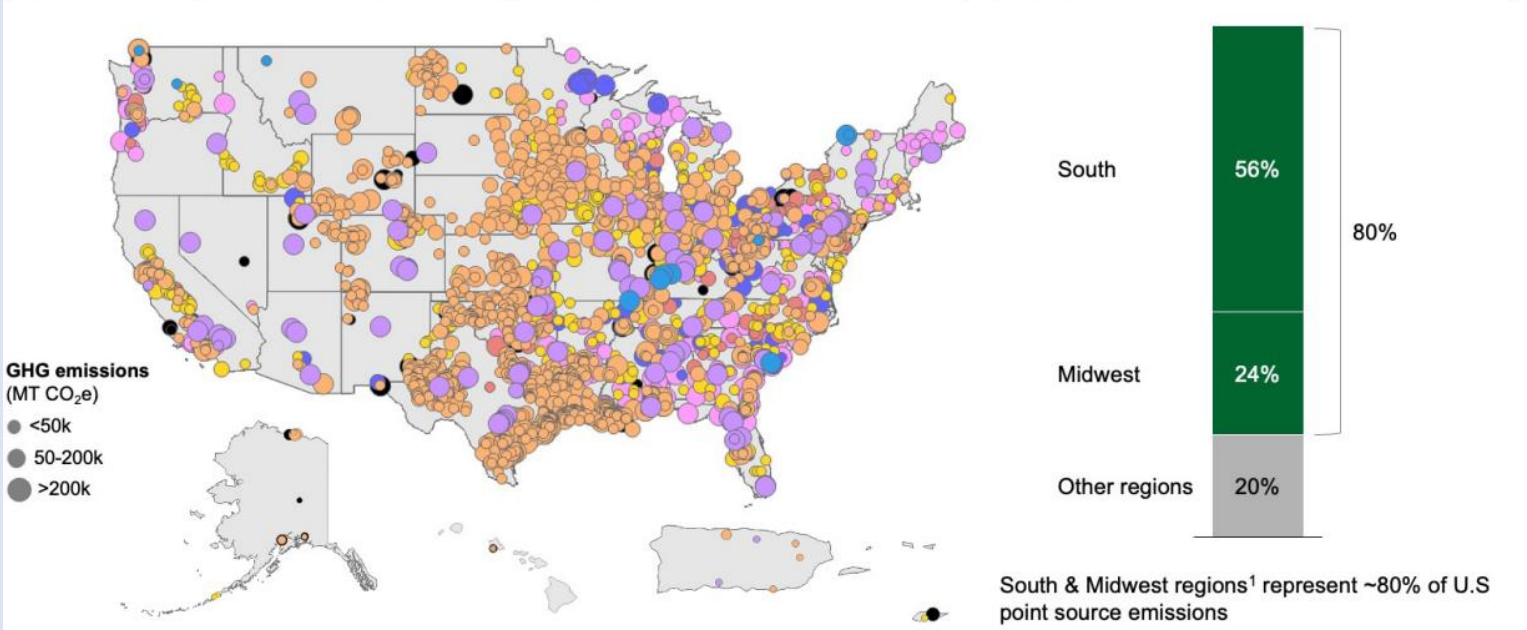 GHG emissions
(MT CO₂e)
<50k
50-200k
>200k
South
56%
80%
Midwest
24%
Other regions
20%
South & Midwest regions¹ represent ~80% of U.S
point source emissions